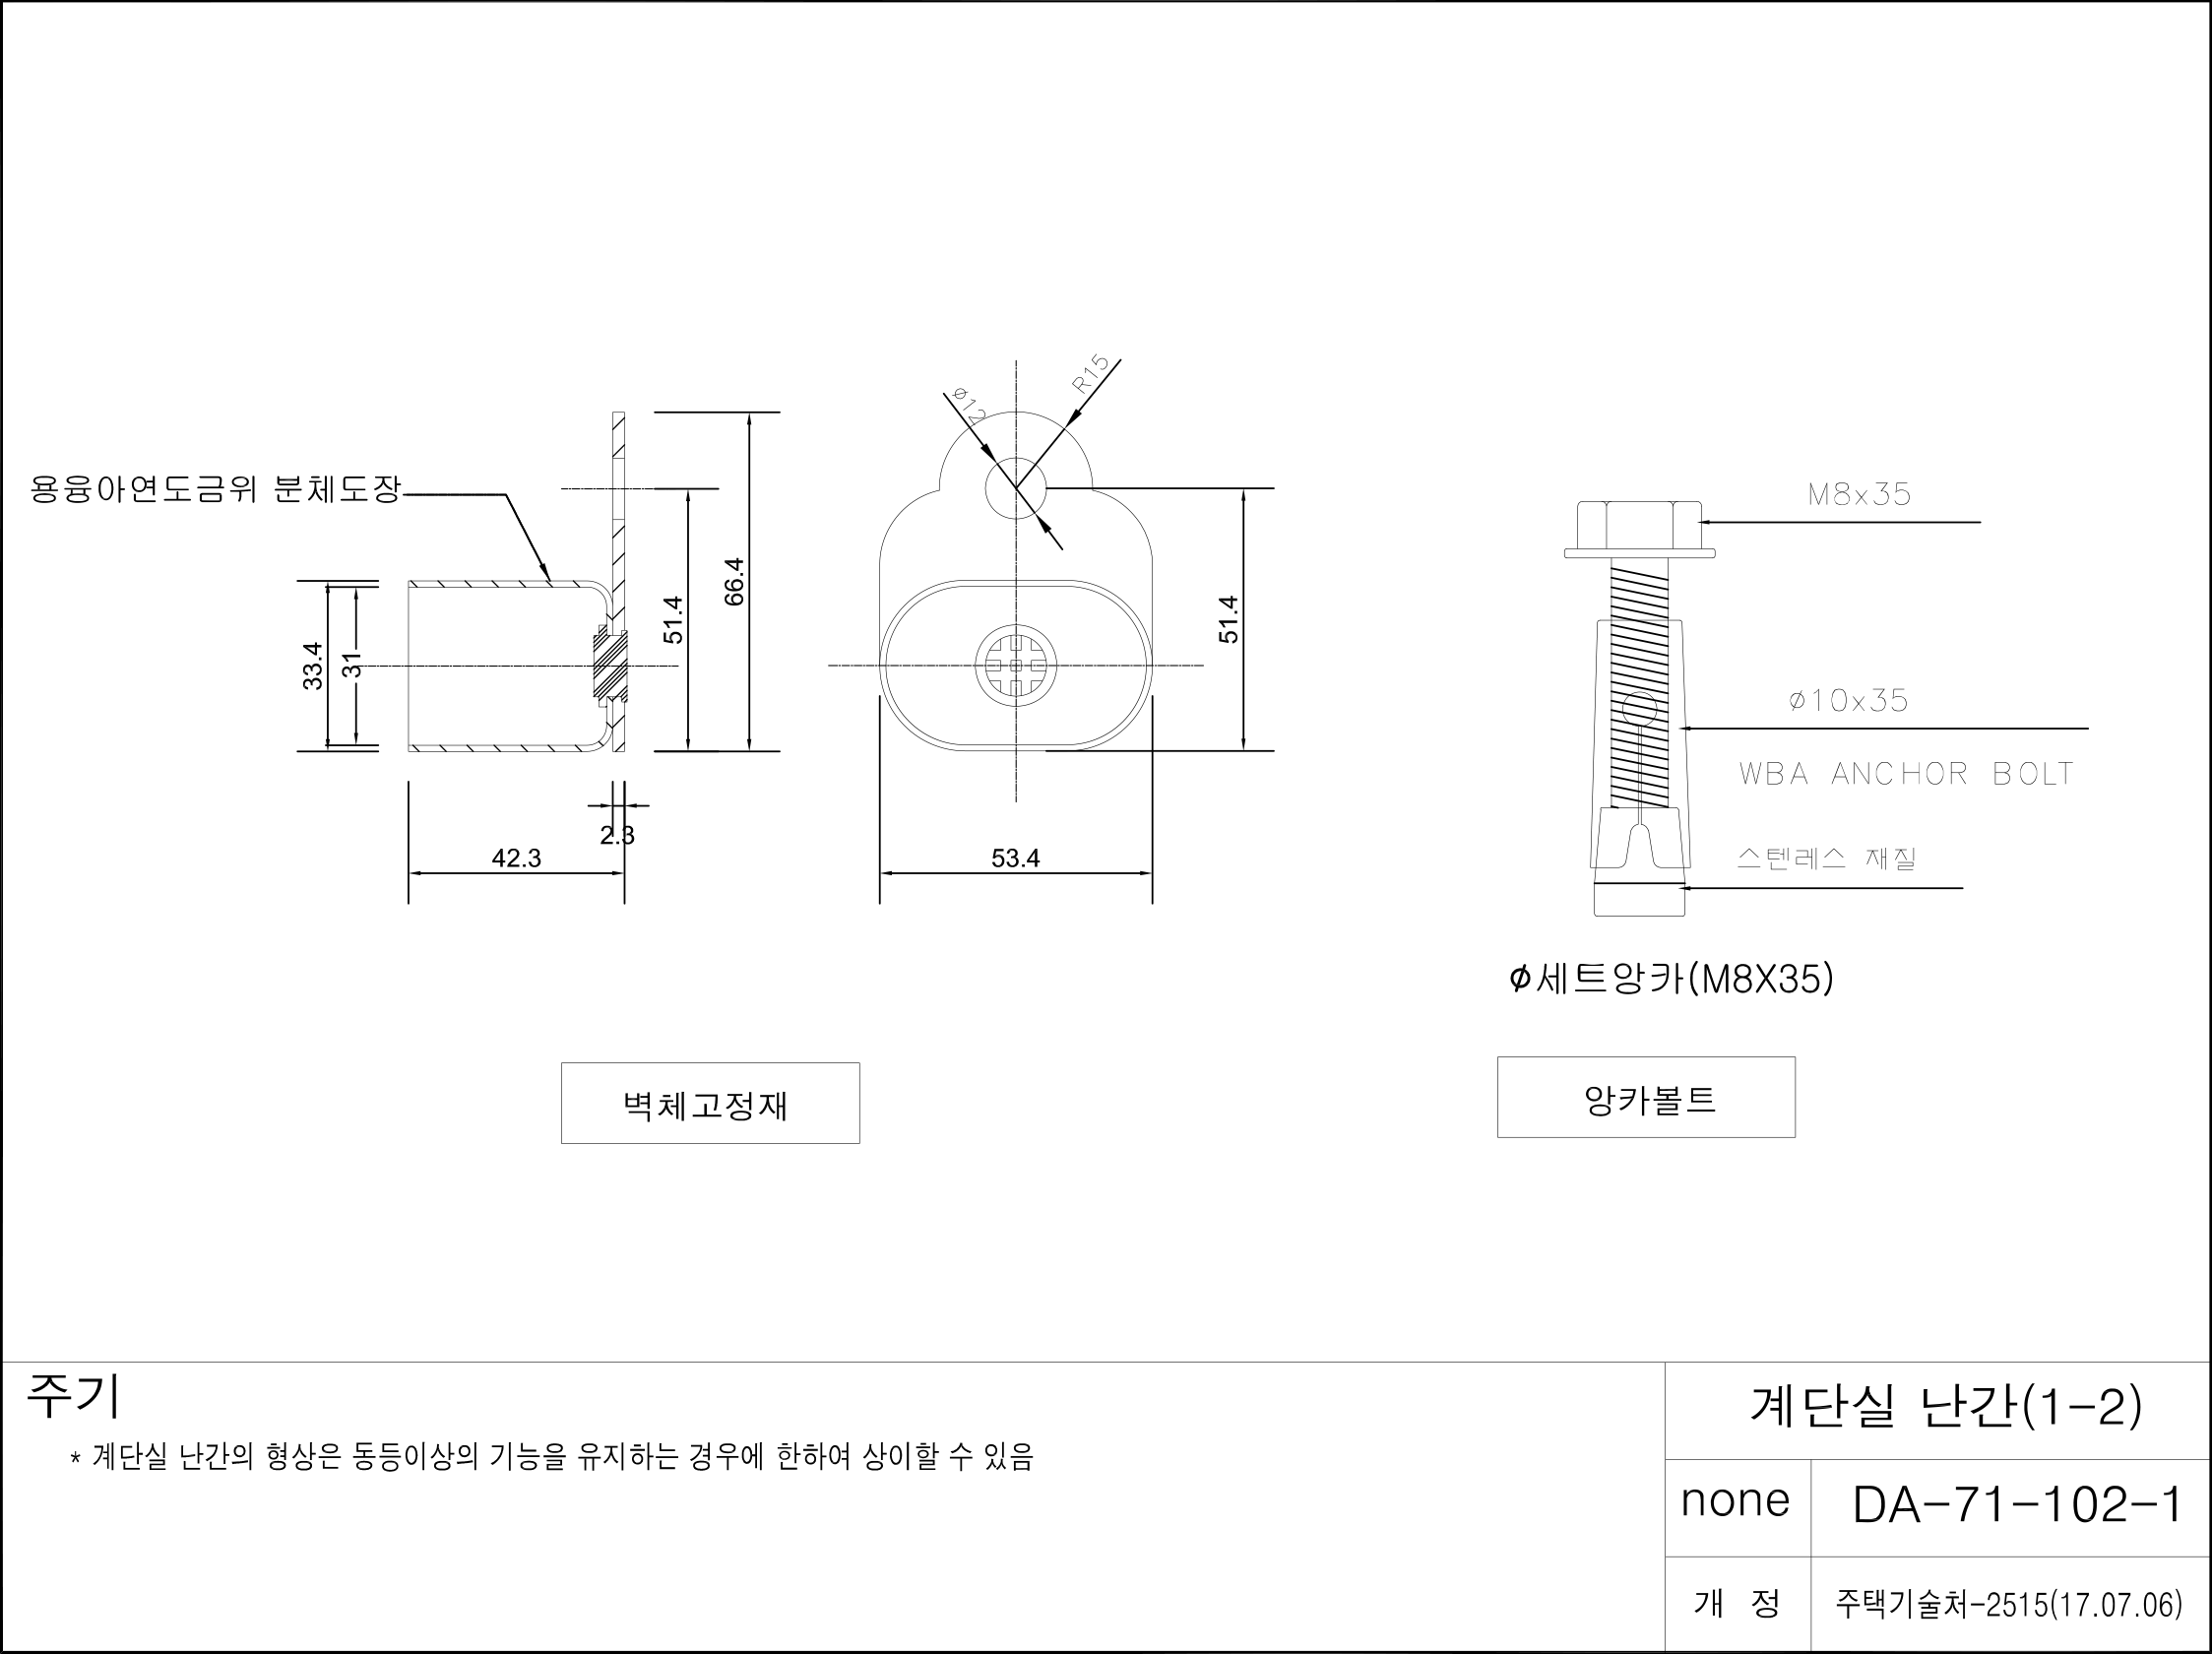 ø12
R15
용융아연도금위 분체도장
66.4
51.4
33.4
31
51.4
2.3
42.3
53.4
M8x35
ø10x35
WBA ANCHOR BOLT
스텐레스 재질
ø세트앙카(M8X35)
벽체고정재
앙카볼트
주기
* 계단실 난간의 형상은 동등이상의 기능을 유지하는 경우에 한하여 상이할 수 있음
계단실 난간(1-2)
none
DA-71-102-1
개 정
주택기술처-2515(17.07.06)